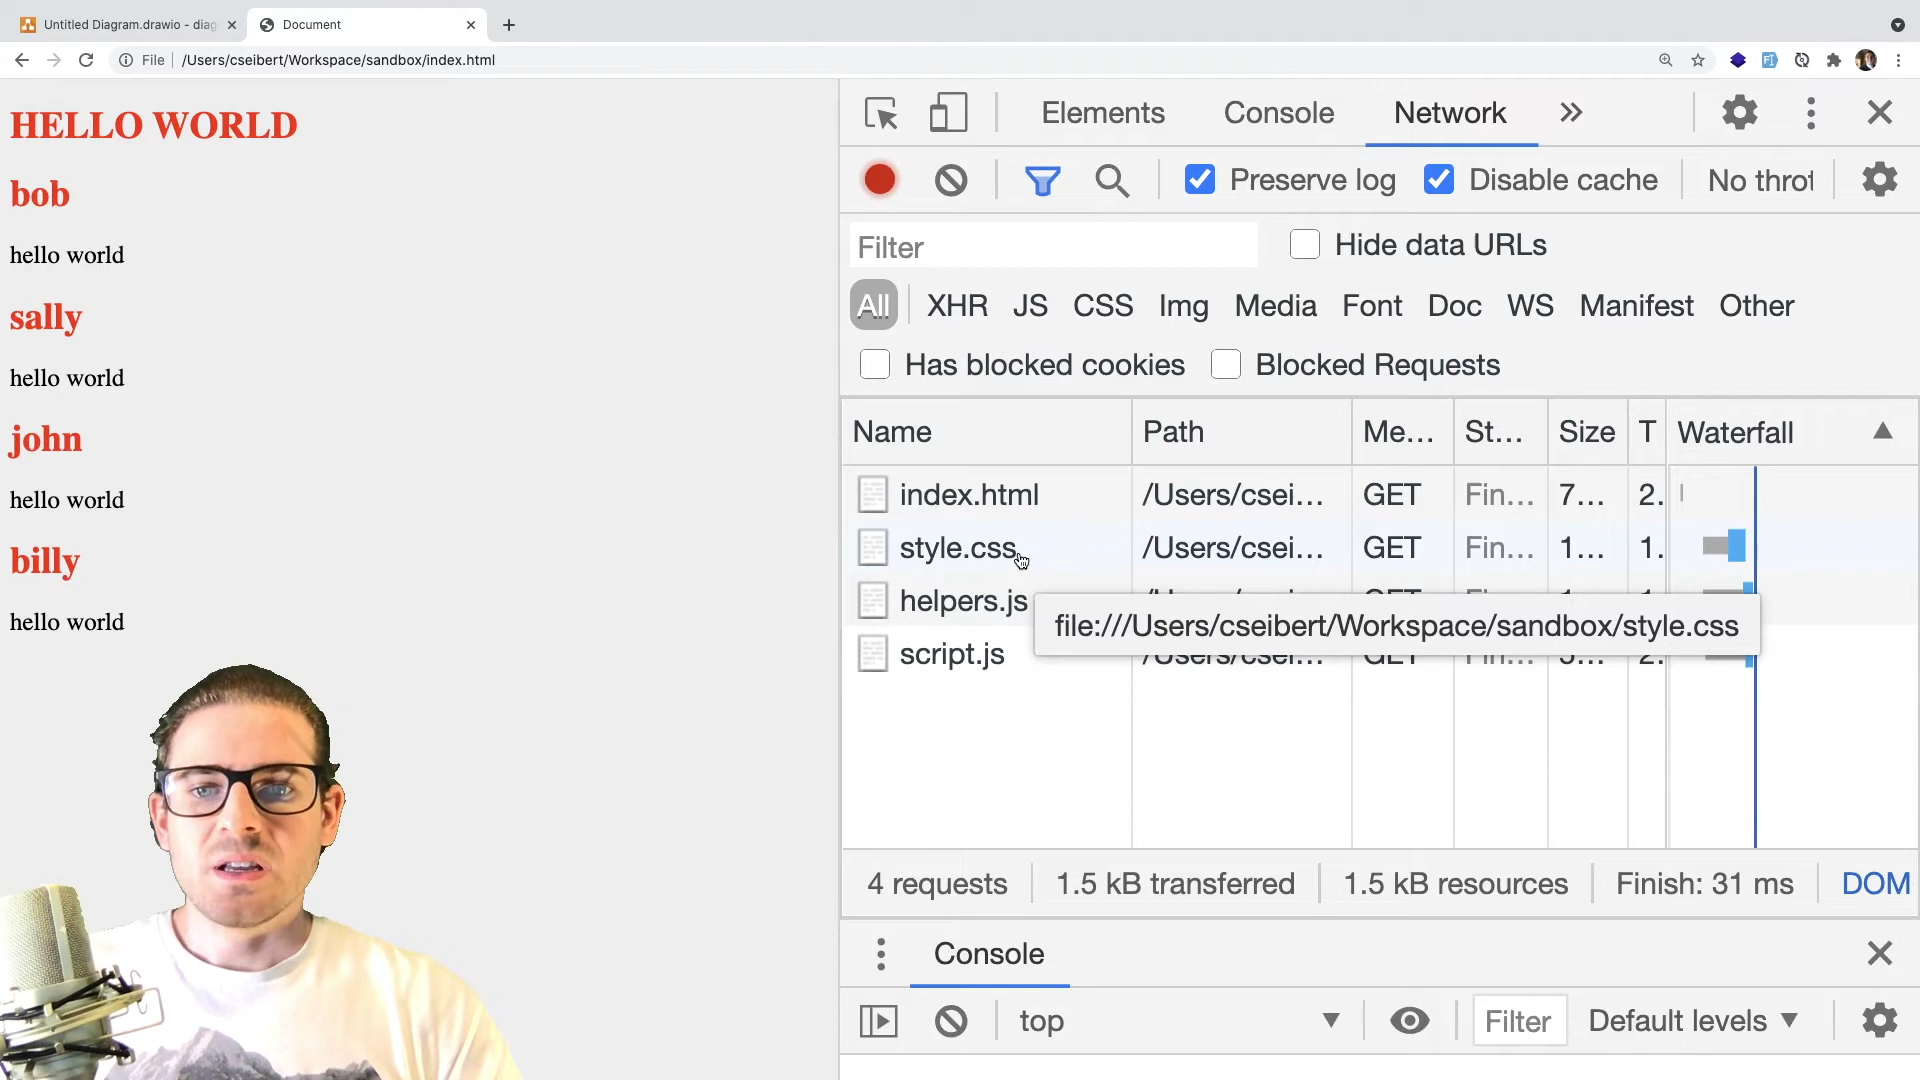 Untitled Diagram.drawio - diag
Document
File
/Users/cseibert/Workspace/sandbox/index.html
HELLO WORLD
bob
hello world
sally
hello world
john
hello world
billy
hello world
Elements Console Network
Preserve log Disable cache No throt
Filter Hide data URLs
All XHR JS CSS Img Media Font Doc WS Manifest Other
Has blocked cookies Blocked Requests
Name Path Me... St... Size T Waterfall
index.html /Users/csei... GET Fin... 7... 2.
style.css /Users/csei... GET Fin... 1... 1.
helpers.js
file:///Users/cseibert/Workspace/sandbox/style.css
script.js /Users/csei... GET Fin... 2.
4 requests 1.5 kB transferred 1.5 kB resources Finish: 31 ms DOM
Console
top Filter Default levels